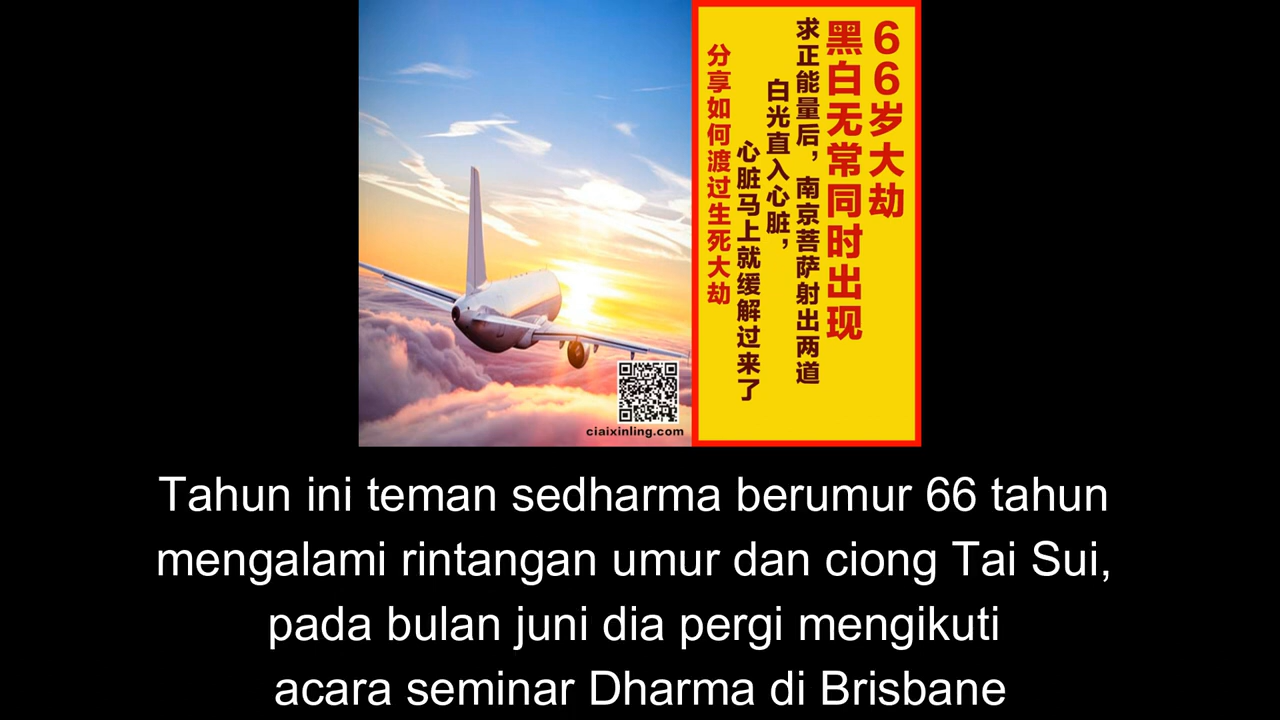 66岁大劫
黑白无常同时出现
求正能量后，南京菩萨射出两道
白光直入心脏，
心脏马上就缓解过来了
分享如何渡过生死大劫
ciaixinling.com
Tahun ini teman sedharma berumur 66 tahun
mengalami rintangan umur dan ciong Tai Sui,
pada bulan juni dia pergi mengikuti
acara seminar Dharma di Brisbane